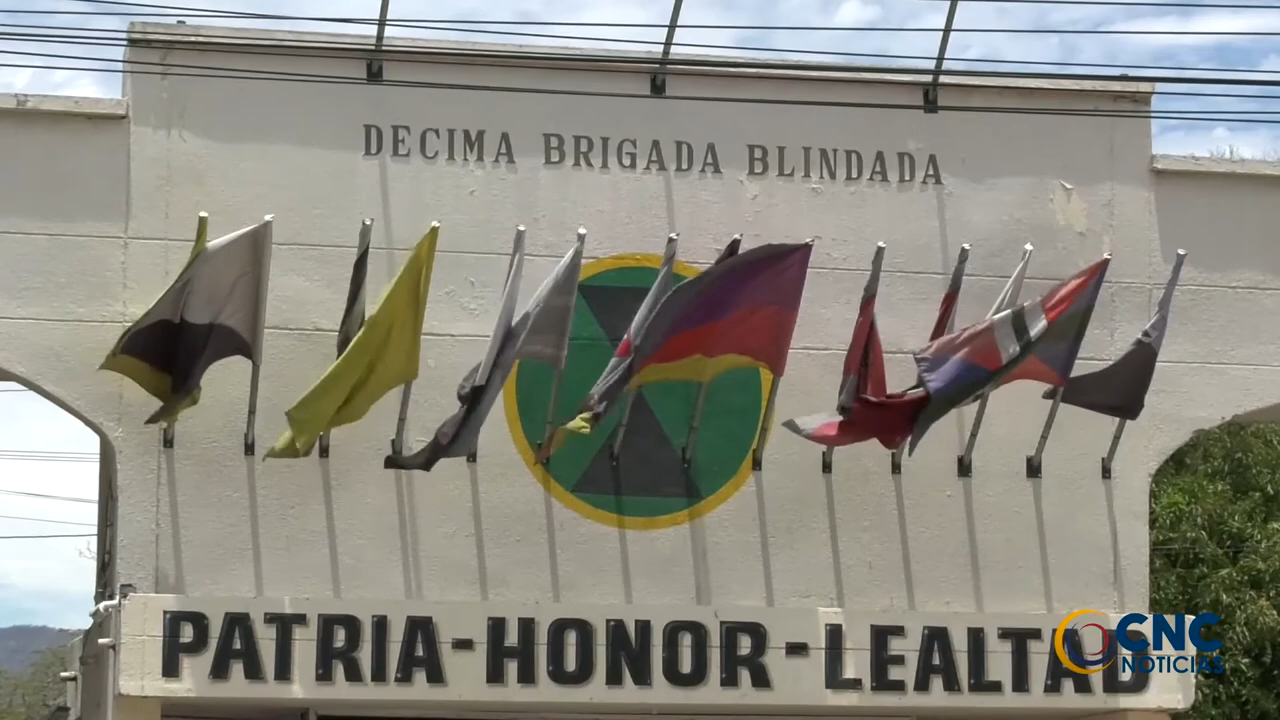 DECIMA BRIGADA BLINDADA
PATRIA-HONOR-LEALTAD
CNC
NOTICIAS